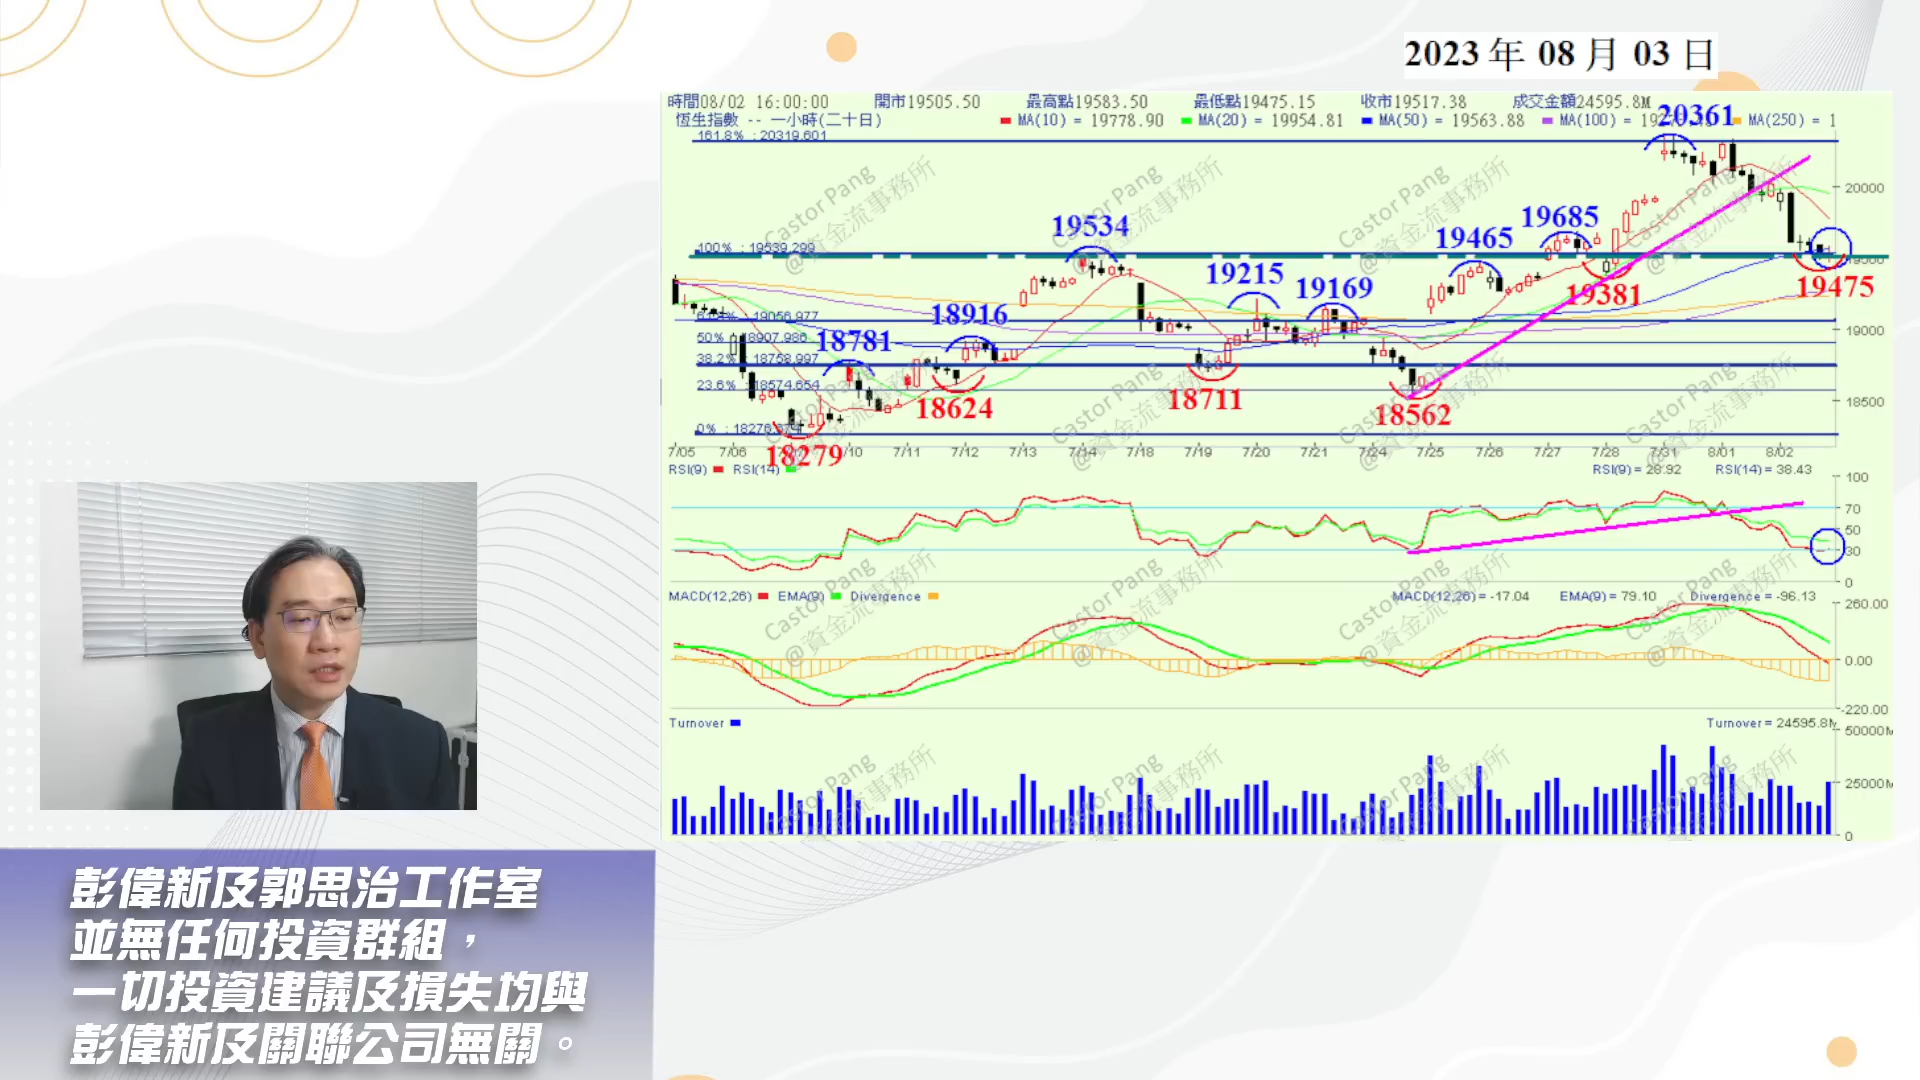 2023 年 08 月 03 日
時間08/02 16:00:00 開市19505.50 最高點19583.50 最低點19475.15 收市19517.38 成交金額24595.8M
恆生指數 -- 一小時(二十日) MA(10) = 19778.90 MA(20) = 19954.81 MA(50) = 19563.88 MA(100) = MA(250) = 1
161.8% : 20319.601
20361
20000
19685
19534
19465
100% : 19539.299
19215
19169
19381
19475
18916
18781
19056.977
19000
50% : 18907.986
38.2% : 18758.997
23.6% : 18574.654
18500
18624
18711
18562
0% :
18279
7/05 7/06 7/11 7/12 7/13 7/14 7/18 7/19 7/20 7/21 7/24 7/25 7/26 7/27 7/28 7/31 8/01 8/02
RSI(9) RSI(14) RSI(9) = 28.92 RSI(14) = 38.43
100
70
50
30
0
MACD(12,26) EMA(9) Divergence MACD(12,26) = -17.04 EMA(9) = 79.10 Divergence = -96.13
260.00
0.00
-220.00
Turnover Turnover = 24595.8M
50000M
25000M
0
Castor Pang
@資金流事務所
彭偉新及郭思治工作室
並無任何投資群組，
一切投資建議及損失均與
彭偉新及關聯公司無關。